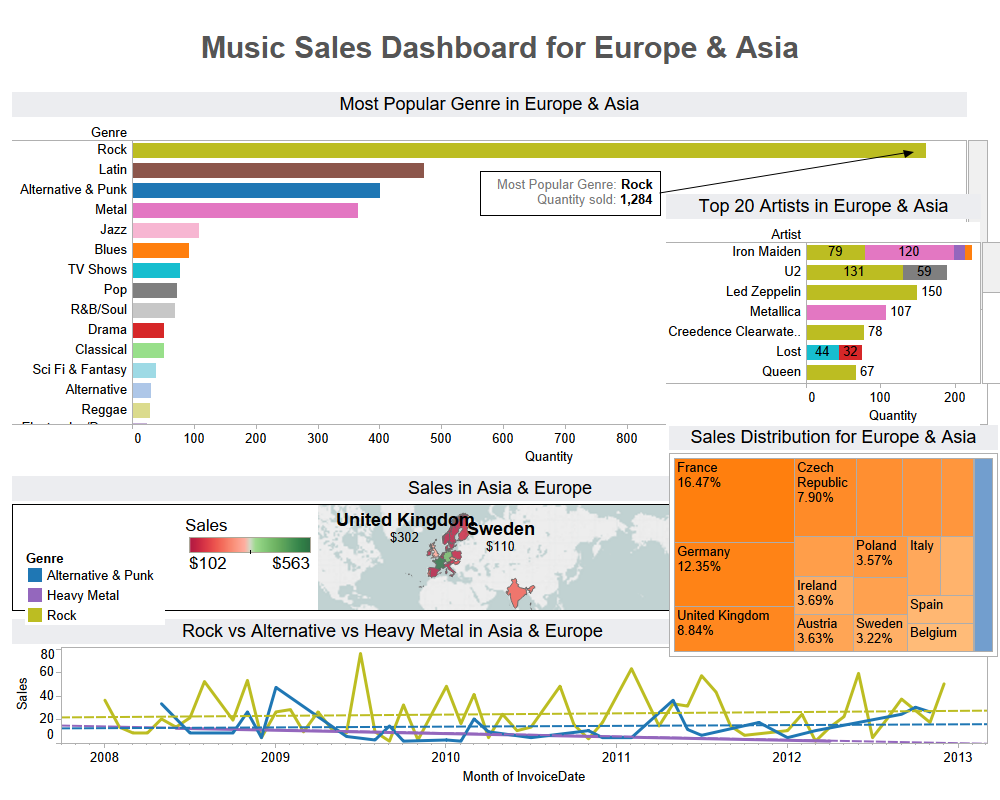 Music Sales Dashboard for Europe & Asia
Most Popular Genre in Europe & Asia
Genre
Rock
Latin
Alternative & Punk
Metal
Jazz
Blues
TV Shows
Pop
R&B/Soul
Drama
Classical
Sci Fi & Fantasy
Alternative
Reggae
0 100 200 300 400 500 600 700 800
Quantity
Most Popular Genre: Rock
Quantity sold: 1,284
Top 20 Artists in Europe & Asia
Artist
Iron Maiden 79 120
U2 131 59
Led Zeppelin 150
Metallica 107
Creedence Clearwate.. 78
Lost 44 32
Queen 67
0 100 200
Quantity
Sales Distribution for Europe & Asia
France
16.47%
Germany
12.35%
United Kingdom
8.84%
Czech
Republic
7.90%
Ireland
3.69%
Austria
3.63%
Poland
3.57%
Sweden
3.22%
Italy
Spain
Belgium
Sales in Asia & Europe
Sales
$102 $563
Genre
Alternative & Punk
Heavy Metal
Rock
United Kingdom
$302
Sweden
$110
Rock vs Alternative vs Heavy Metal in Asia & Europe
Sales
80
60
40
20
0
2008 2009 2010 2011 2012 2013
Month of InvoiceDate